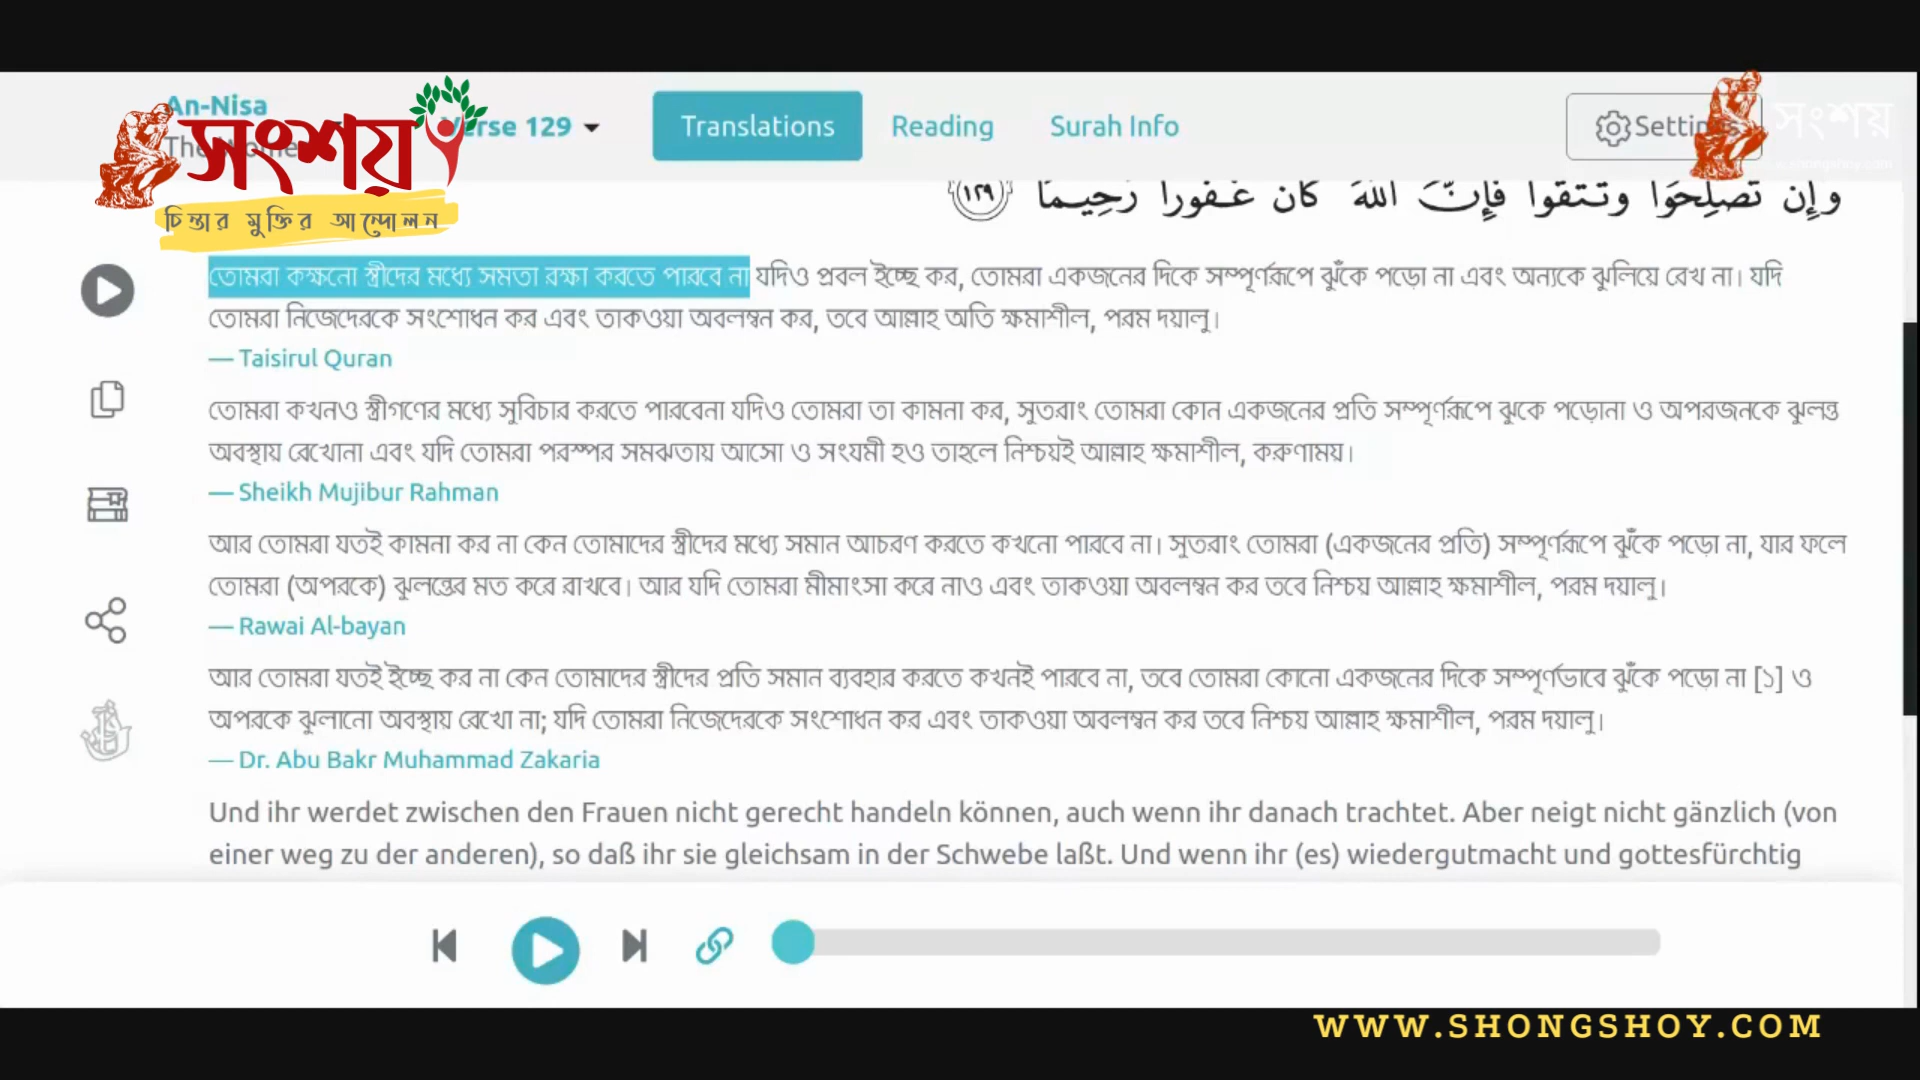 An-Nisa
Verse 129
Translations
Reading
Surah Info
সংশয়
চিন্তার মুক্তির আন্দোলন
সংশয়
www.shongshoy.com
وَإِن تُصْلِحُوا وَتَتَّقُوا فَإِنَّ اللَّهَ كَانَ غَفُورًا رَّحِيمًا ١٢٩
তোমরা কক্ষনো স্ত্রীদের মধ্যে সমতা রক্ষা করতে পারবে না যদিও প্রবল ইচ্ছে কর, তোমরা একজনের দিকে সম্পূর্ণরূপে ঝুঁকে পড়ো না এবং অন্যকে ঝুলিয়ে রেখ না। যদি
তোমরা নিজেদেরকে সংশোধন কর এবং তাকওয়া অবলম্বন কর, তবে আল্লাহ অতি ক্ষমাশীল, পরম দয়ালু।
— Taisirul Quran
তোমরা কখনও স্ত্রীগণের মধ্যে সুবিচার করতে পারবেনা যদিও তোমরা তা কামনা কর, সুতরাং তোমরা কোন একজনের প্রতি সম্পূর্ণরূপে ঝুকে পড়োনা ও অপরজনকে ঝুলন্ত
অবস্থায় রেখোনা এবং যদি তোমরা পরস্পর সমঝতায় আসো ও সংযমী হও তাহলে নিশ্চয়ই আল্লাহ ক্ষমাশীল, করুণাময়।
— Sheikh Mujibur Rahman
আর তোমরা যতই কামনা কর না কেন তোমাদের স্ত্রীদের মধ্যে সমান আচরণ করতে কখনো পারবে না। সুতরাং তোমরা (একজনের প্রতি) সম্পূর্ণরূপে ঝুঁকে পড়ো না, যার ফলে
তোমরা (অপরকে) ঝুলন্তের মত করে রাখবে। আর যদি তোমরা মীমাংসা করে নাও এবং তাকওয়া অবলম্বন কর তবে নিশ্চয় আল্লাহ ক্ষমাশীল, পরম দয়ালু।
— Rawai Al-bayan
আর তোমরা যতই ইচ্ছে কর না কেন তোমাদের স্ত্রীদের প্রতি সমান ব্যবহার করতে কখনই পারবে না, তবে তোমরা কোনো একজনের দিকে সম্পূর্ণভাবে ঝুঁকে পড়ো না [১] ও
অপরকে ঝুলানো অবস্থায় রেখো না; যদি তোমরা নিজেদেরকে সংশোধন কর এবং তাকওয়া অবলম্বন কর তবে নিশ্চয় আল্লাহ ক্ষমাশীল, পরম দয়ালু।
— Dr. Abu Bakr Muhammad Zakaria
Und ihr werdet zwischen den Frauen nicht gerecht handeln können, auch wenn ihr danach trachtet. Aber neigt nicht gänzlich (von
einer weg zu der anderen), so daß ihr sie gleichsam in der Schwebe laßt. Und wenn ihr (es) wiedergutmacht und gottesfürchtig
WWW.SHONGSHOY.COM